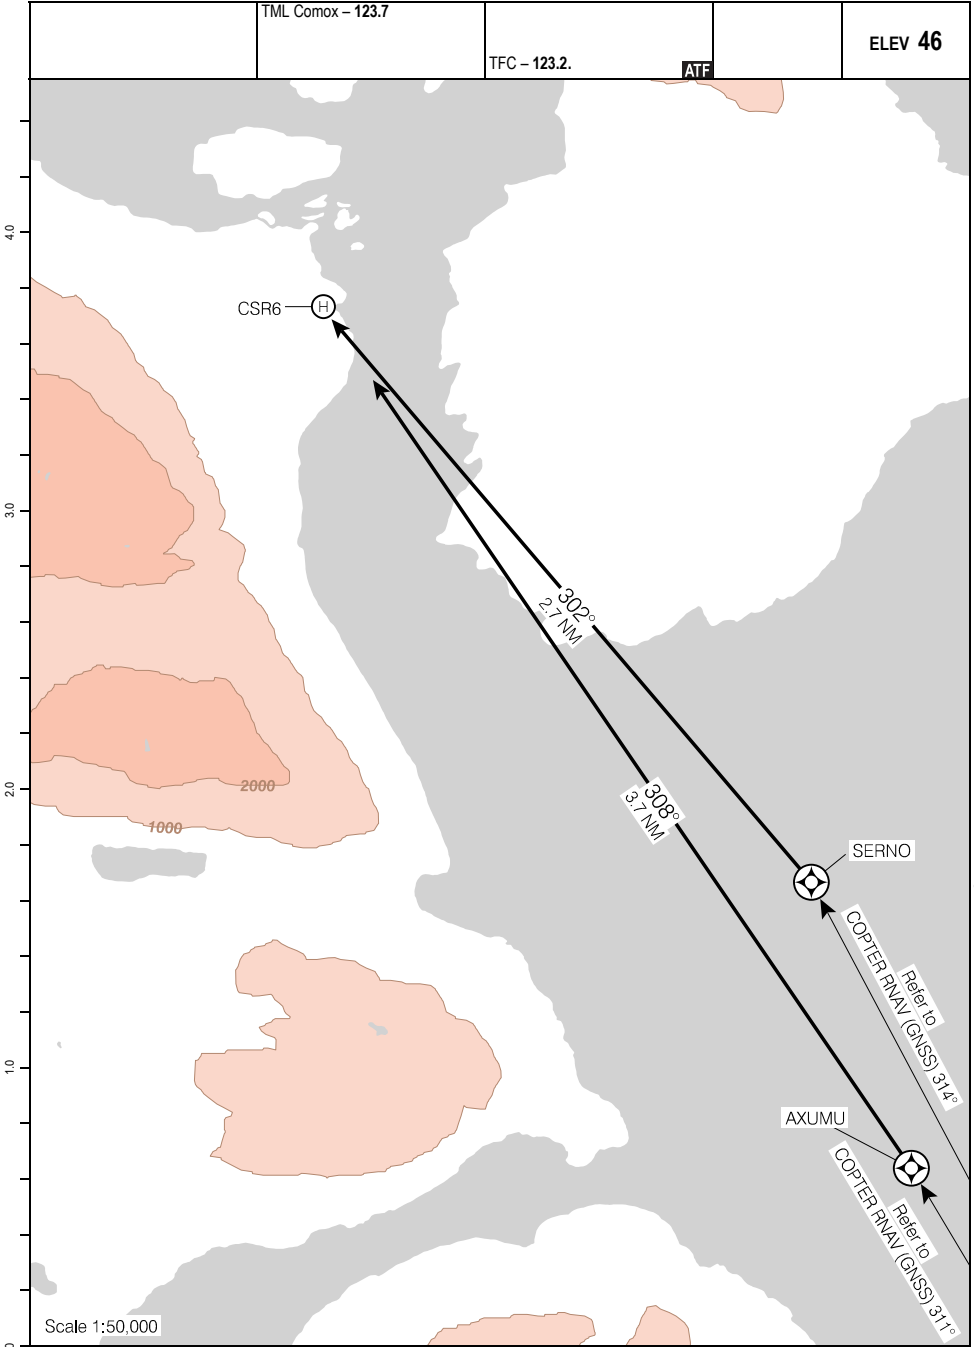 TML Comox – 123.7
TFC – 123.2.
ATF
ELEV 46
4.0
CSR6
H
3.0
302°
2.7 NM
2.0
2000
1000
308°
3.7 NM
SERNO
Refer to
COPTER RNAV (GNSS) 314°
1.0
AXUMU
Refer to
COPTER RNAV (GNSS) 311°
Scale 1:50,000